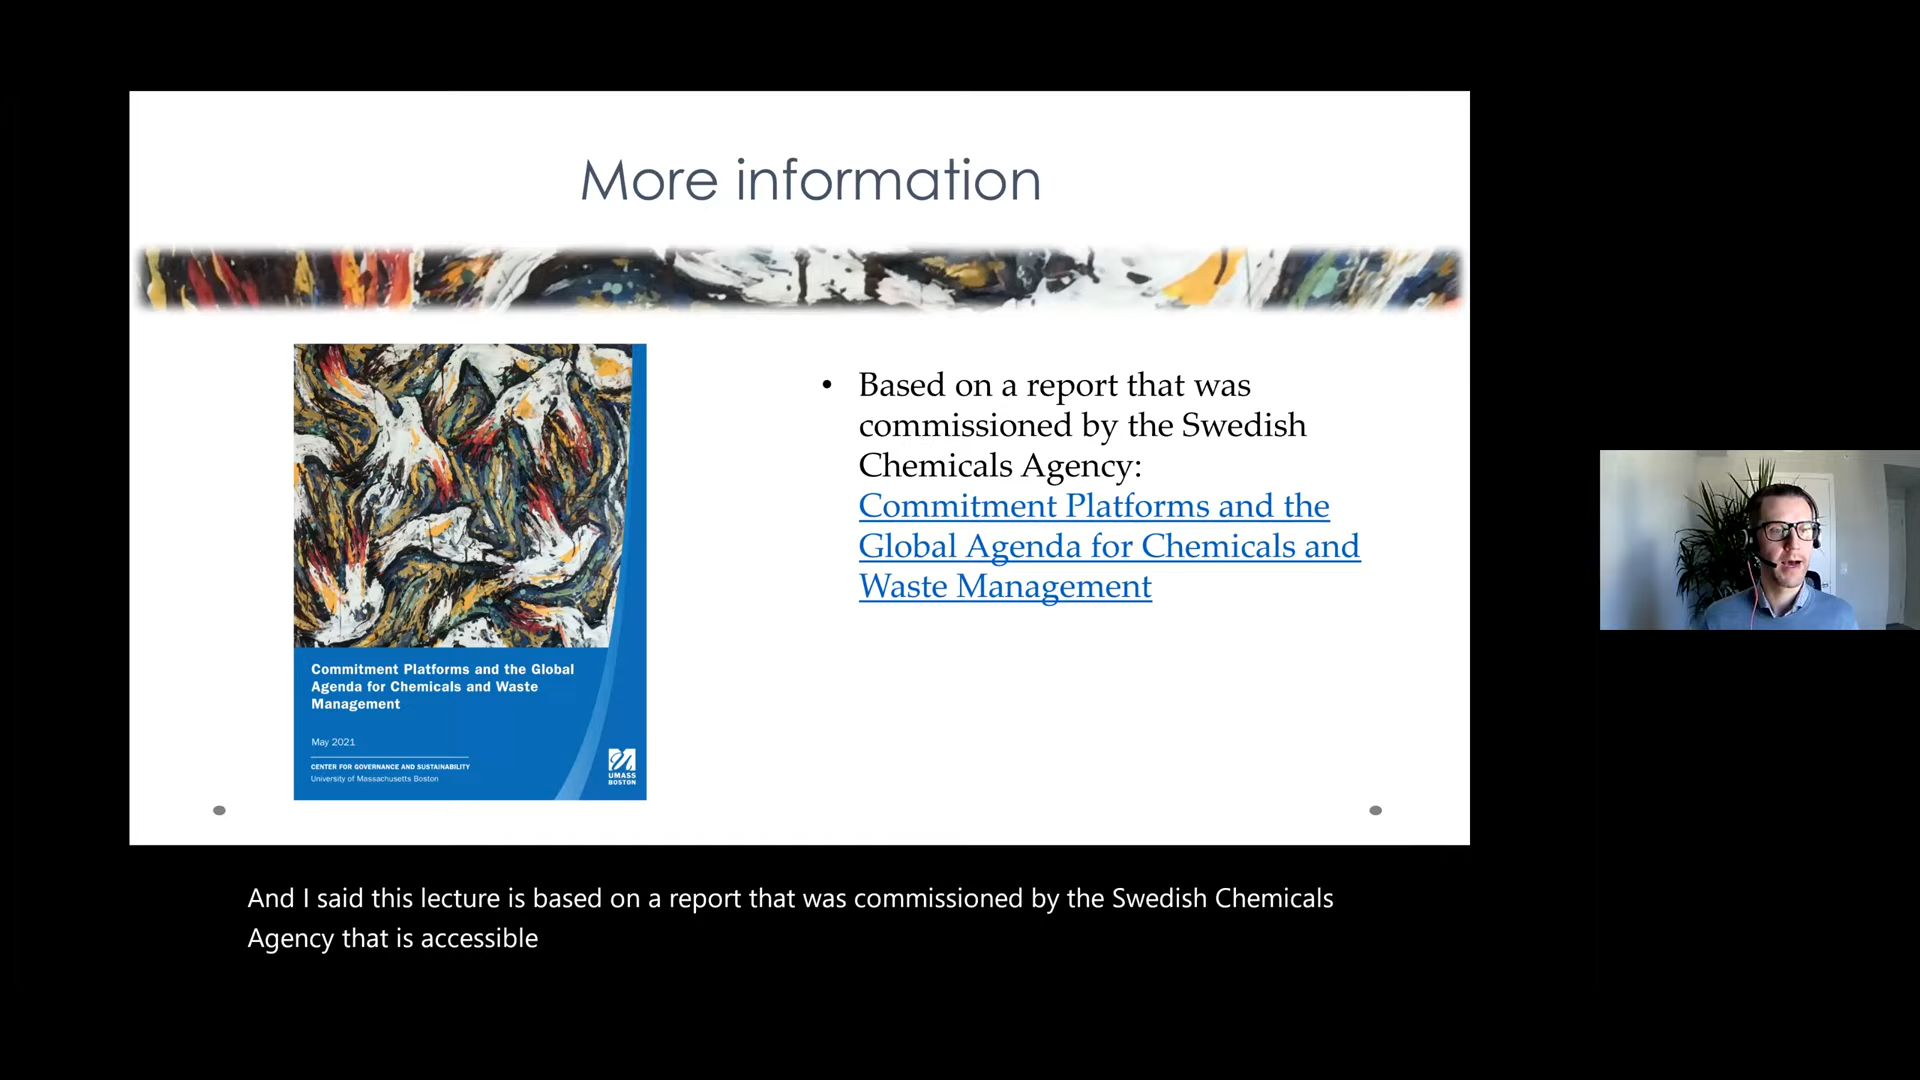 More information
• Based on a report that was
commissioned by the Swedish
Chemicals Agency:
Commitment Platforms and the
Global Agenda for Chemicals and
Waste Management
Commitment Platforms and the Global
Agenda for Chemicals and Waste
Management
May 2021
CENTER FOR GOVERNANCE AND SUSTAINABILITY
University of Massachusetts Boston
UMASS
BOSTON
And I said this lecture is based on a report that was commissioned by the Swedish Chemicals
Agency that is accessible